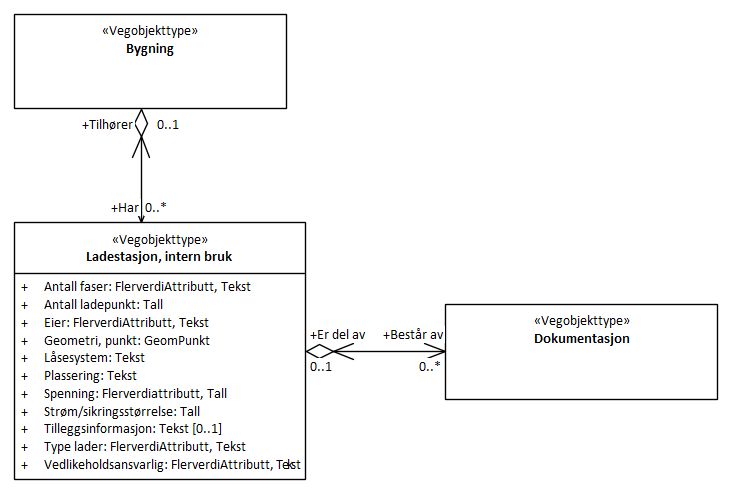 «Vegobjekttype»
Bygning
+Tilhører 0..1
+Har 0..*
«Vegobjekttype»
Ladestasjon, intern bruk
+ Antall faser: FlerverdiAttributt, Tekst
+ Antall ladepunkt: Tall
+ Eier: FlerverdiAttributt, Tekst
+ Geometri, punkt: GeomPunkt
+ Låsesystem: Tekst
+ Plassering: Tekst
+ Spenning: Flerverdiattributt, Tall
+ Strøm/sikringsstørrelse: Tall
+ Tilleggsinformasjon: Tekst [0..1]
+ Type lader: FlerverdiAttributt, Tekst
+ Vedlikeholdsansvarlig: FlerverdiAttributt, Tekst
+Er del av +Består av
0..1 0..*
«Vegobjekttype»
Dokumentasjon